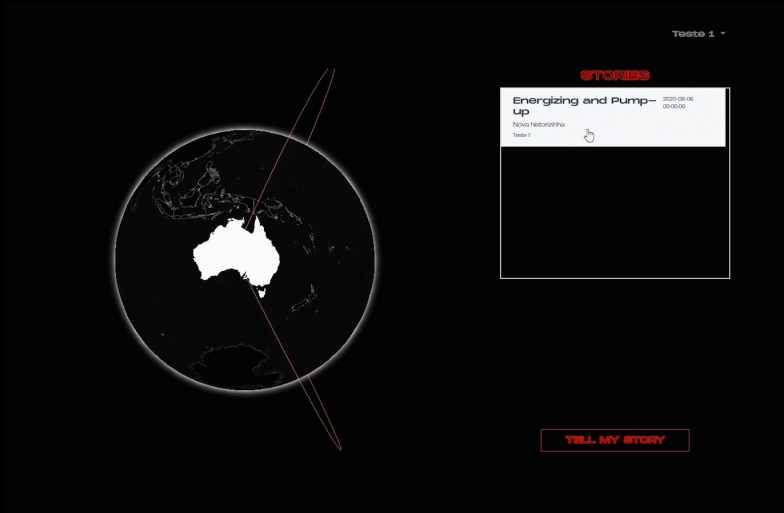 Teste 1
STORIES
Energizing and Pump-
up
2020-08-06
00:00:00
Nova historizinha
Teste 1
TELL MY STORY